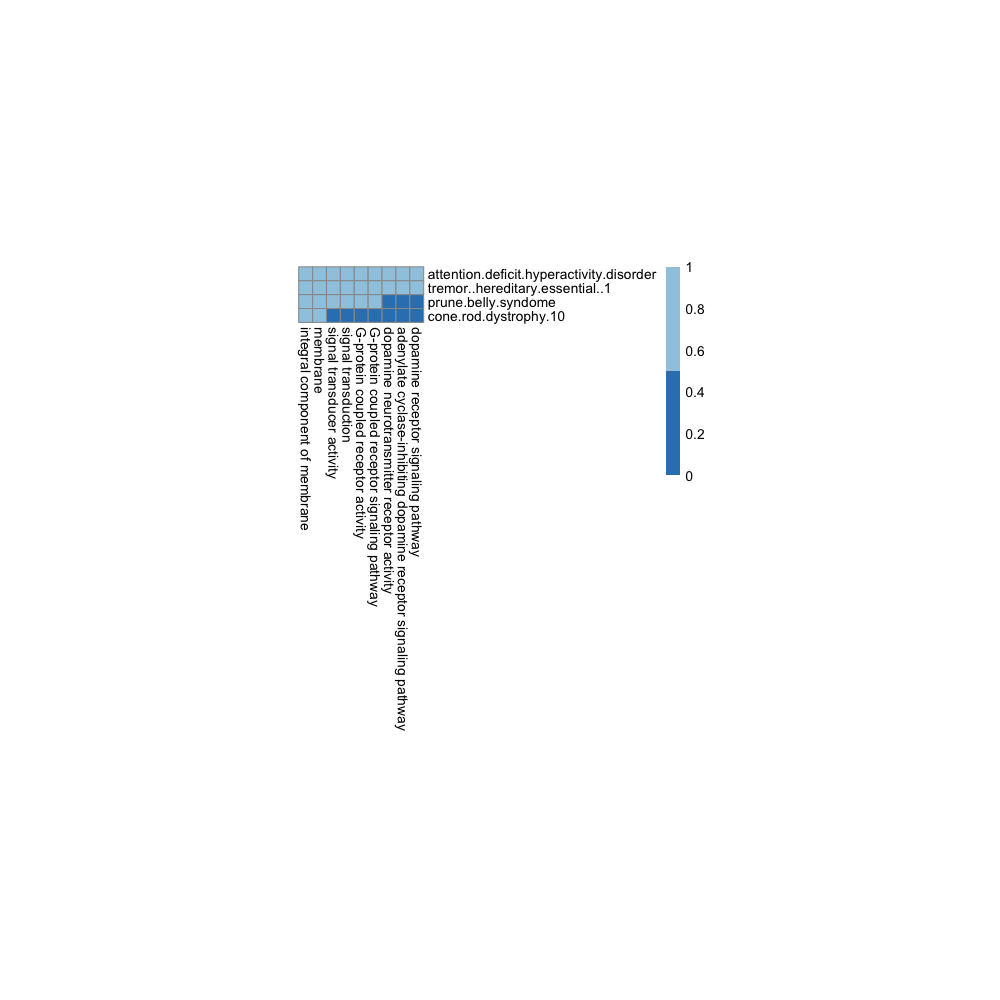 attention.deficit.hyperactivity.disorder
tremor..hereditary.essential..1
prune.belly.syndome
cone.rod.dystrophy.10
integral component of membrane
membrane
signal transducer activity
signal transduction
G-protein coupled receptor activity
G-protein coupled receptor signaling pathway
dopamine neurotransmitter receptor activity
adenylate cyclase-inhibiting dopamine receptor signaling pathway
dopamine receptor signaling pathway
1
0.8
0.6
0.4
0.2
0